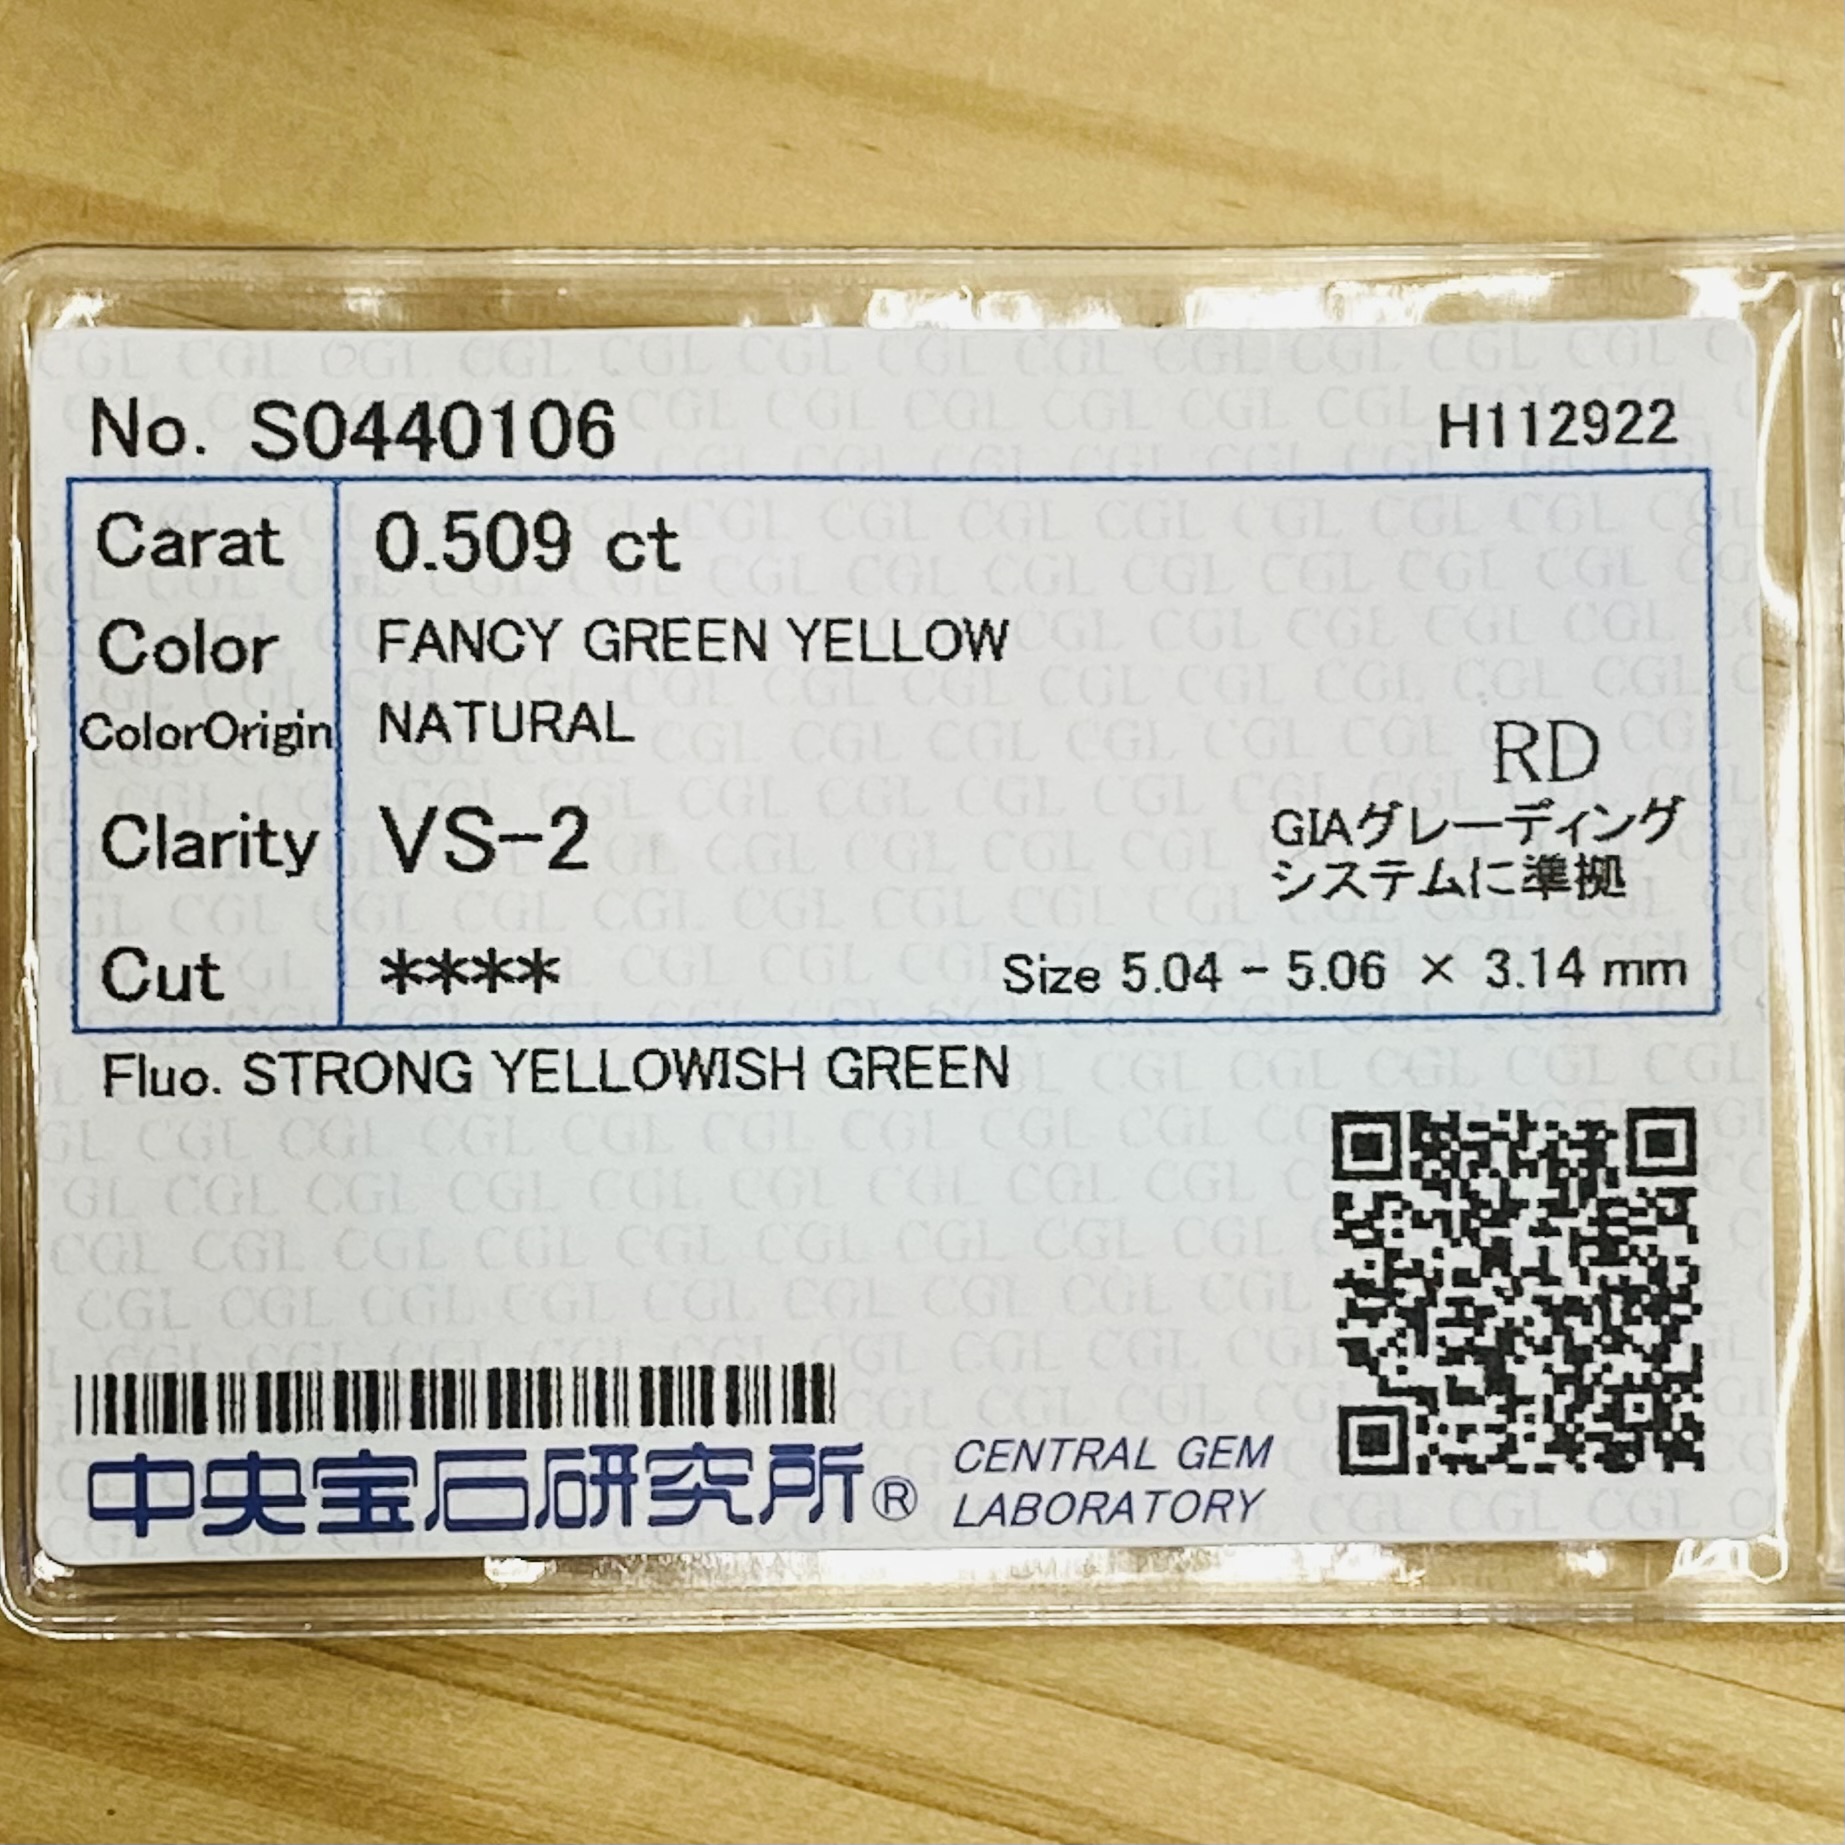 No. S0440106 H112922
Carat 0.509 ct
Color FANCY GREEN YELLOW
ColorOrigin NATURAL
RD
Clarity VS-2
GIAグレーディング
システムに準拠
Cut **** Size 5.04 - 5.06 × 3.14 mm
Fluo. STRONG YELLOWISH GREEN
中央宝石研究所® CENTRAL GEM
LABORATORY